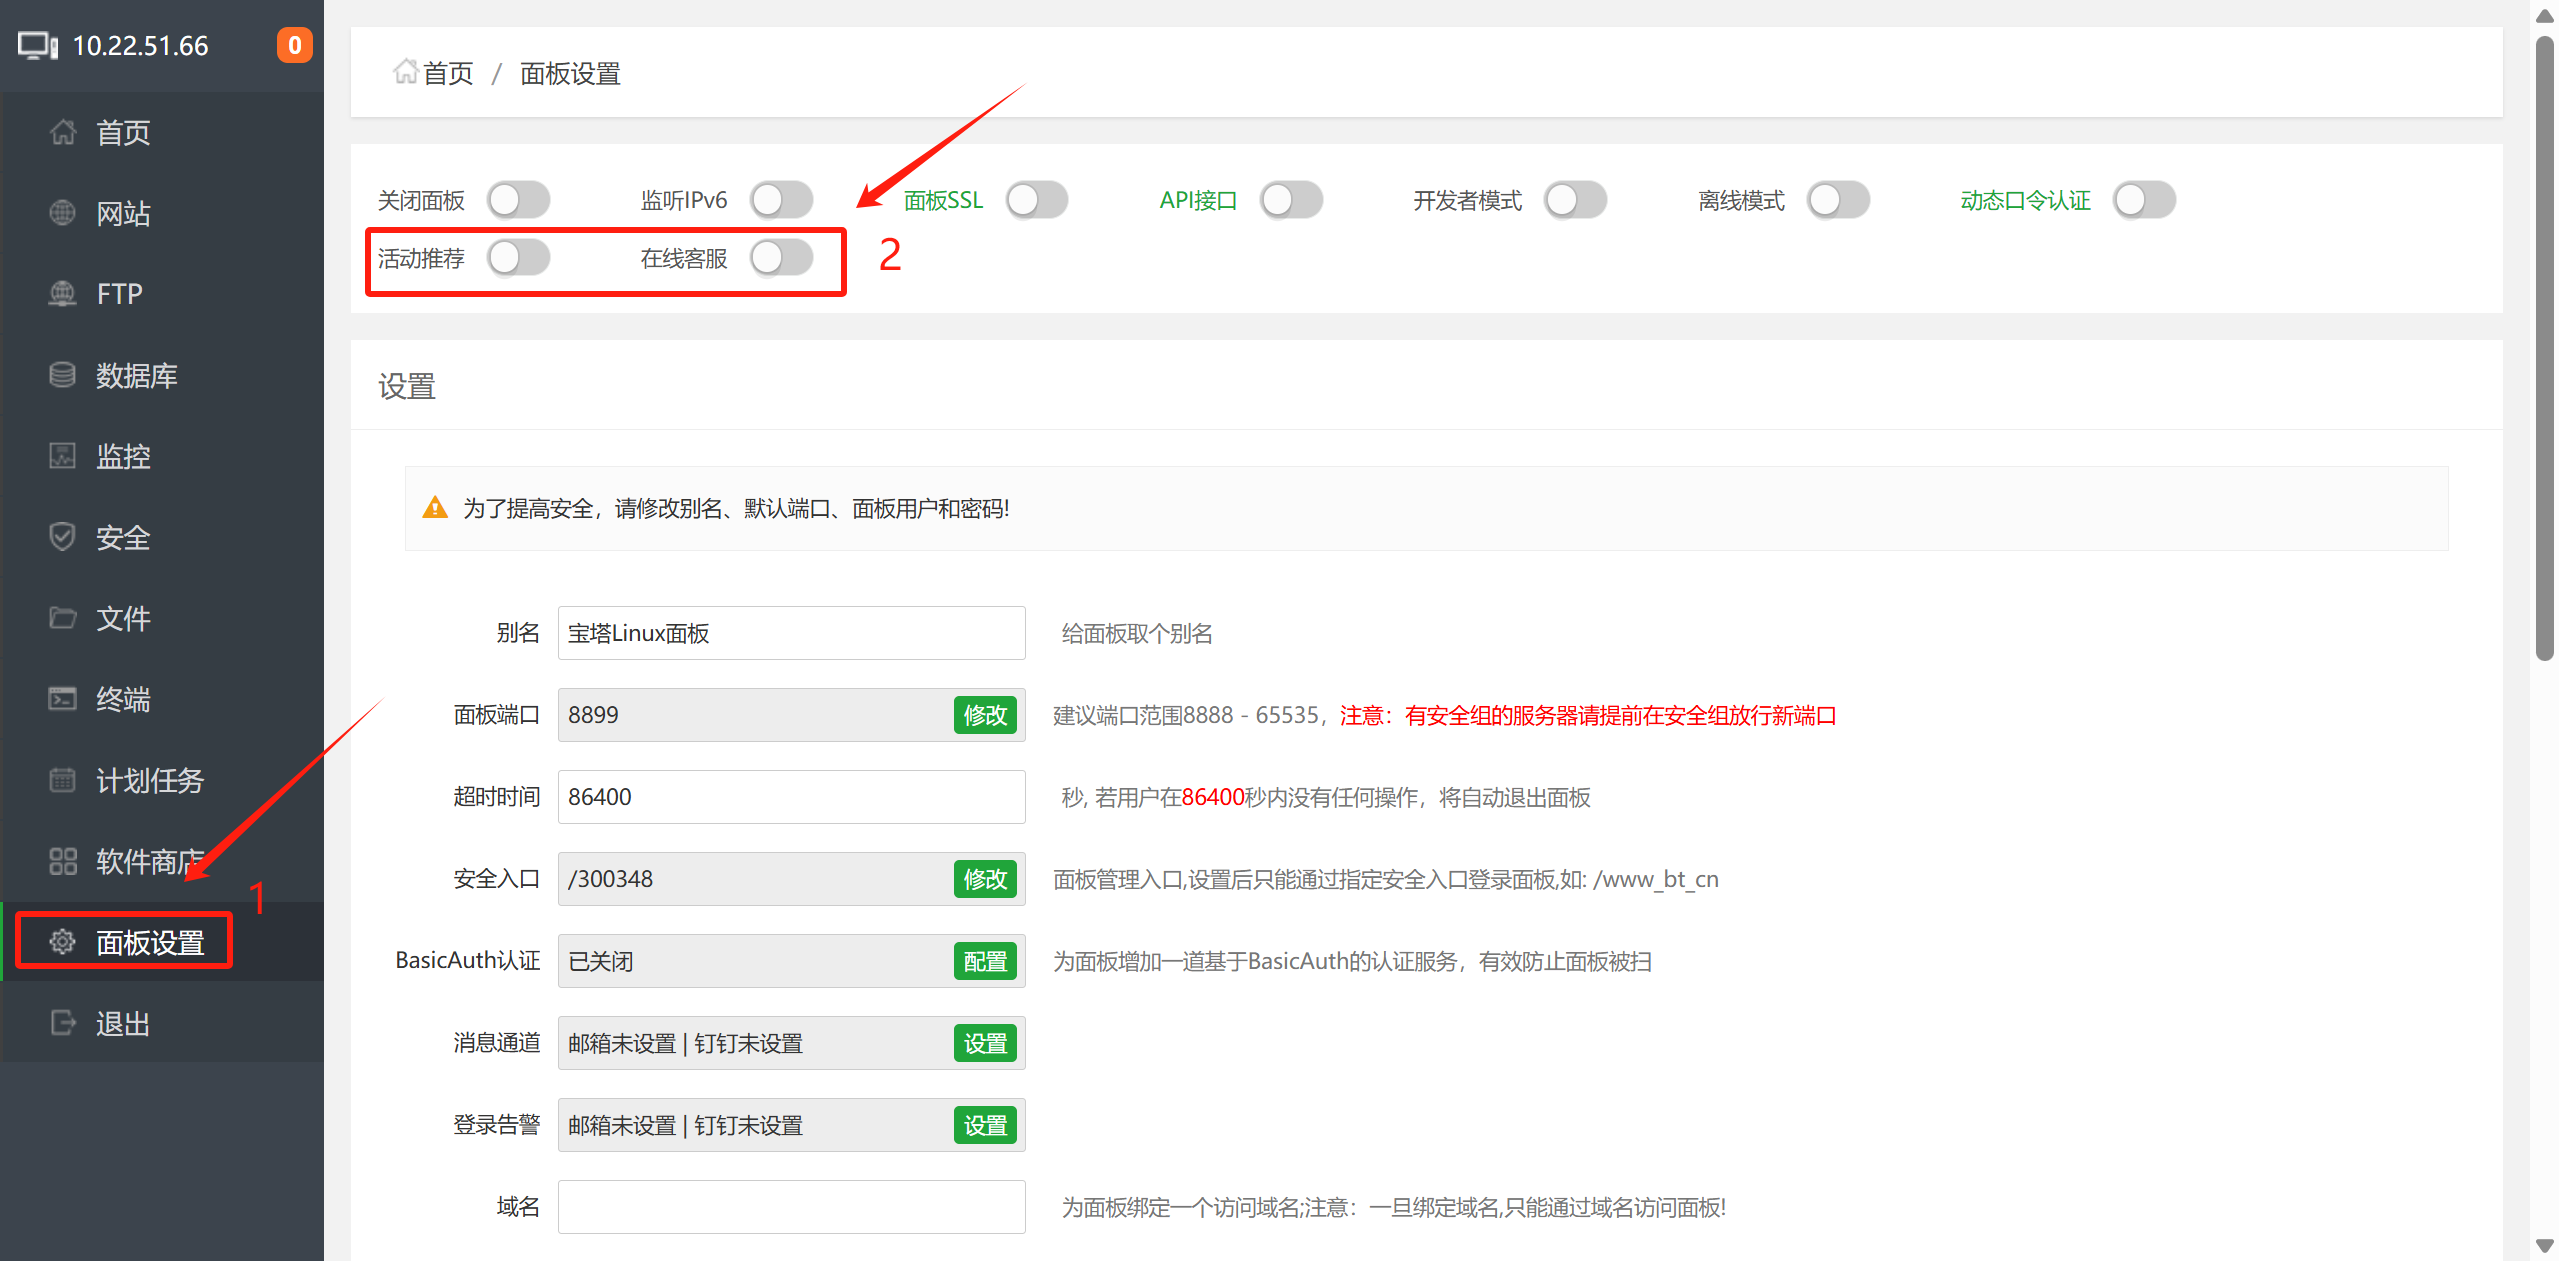 10.22.51.66
0
首页
网站
FTP
数据库
监控
安全
文件
终端
计划任务
软件商店
1
面板设置
退出
首页 / 面板设置
关闭面板 监听IPv6 面板SSL API接口 开发者模式 离线模式 动态口令认证
活动推荐 在线客服 2
设置
为了提高安全，请修改别名、默认端口、面板用户和密码!
别名 宝塔Linux面板 给面板取个别名
面板端口 8899 修改 建议端口范围8888 - 65535，注意：有安全组的服务器请提前在安全组放行新端口
超时时间 86400 秒, 若用户在86400秒内没有任何操作，将自动退出面板
安全入口 /300348 修改 面板管理入口,设置后只能通过指定安全入口登录面板,如: /www_bt_cn
BasicAuth认证 已关闭 配置 为面板增加一道基于BasicAuth的认证服务，有效防止面板被扫
消息通道 邮箱未设置 | 钉钉未设置 设置
登录告警 邮箱未设置 | 钉钉未设置 设置
域名 为面板绑定一个访问域名;注意：一旦绑定域名,只能通过域名访问面板!